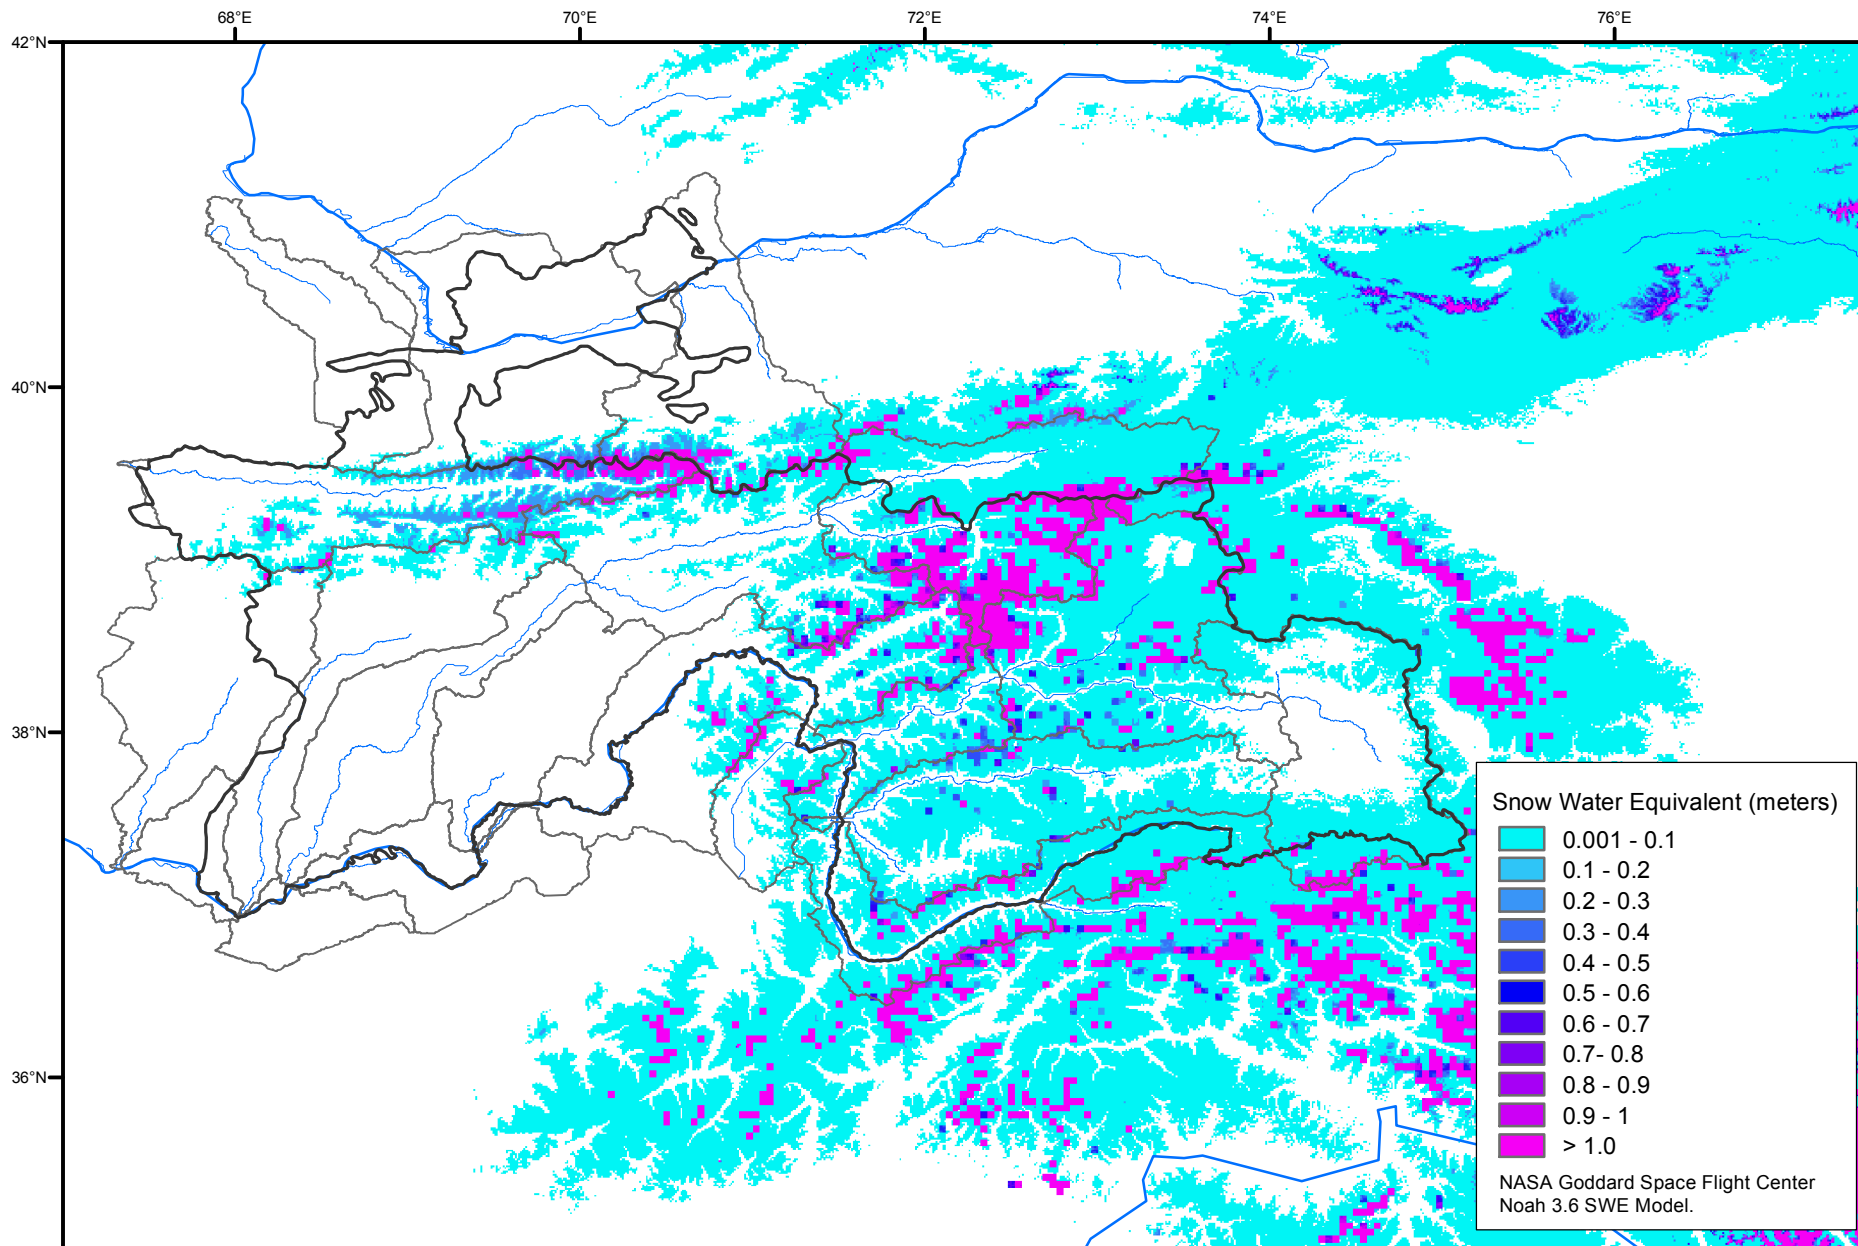 68°E
70°E
72°E
74°E
76°E
42°N
40°N
38°N
36°N
Snow Water Equivalent (meters)
0.001 - 0.1
0.1 - 0.2
0.2 - 0.3
0.3 - 0.4
0.4 - 0.5
0.5 - 0.6
0.6 - 0.7
0.7- 0.8
0.8 - 0.9
0.9 - 1
> 1.0
NASA Goddard Space Flight Center
Noah 3.6 SWE Model.